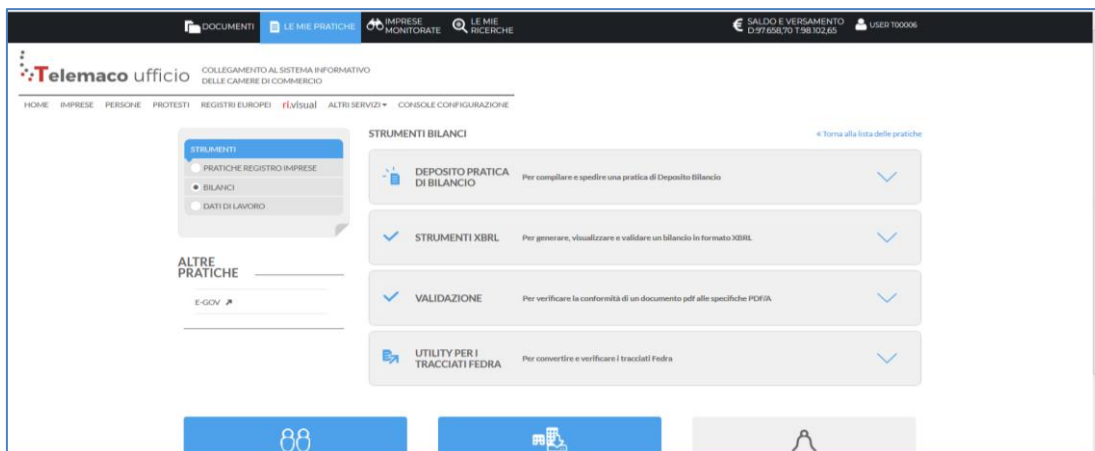 DOCUMENTI
LE MIE PRATICHE
IMPRESE
MONITORATE
LE MIE
RICERCHE
€ SALDO E VERSAMENTO
D:97.658,70 T:98.102,65
USER T00006
Telemaco ufficio
COLLEGAMENTO AL SISTEMA INFORMATIVO
DELLE CAMERE DI COMMERCIO
HOME IMPRESE PERSONE PROTESTI REGISTRI EUROPEI ri.visual ALTRI SERVIZI CONSOLE CONFIGURAZIONE
STRUMENTI
PRATICHE REGISTRO IMPRESE
BILANCI
DATI DI LAVORO
ALTRE
PRATICHE
E-GOV
STRUMENTI BILANCI
« Torna alla lista delle pratiche
DEPOSITO PRATICA
DI BILANCIO
Per compilare e spedire una pratica di Deposito Bilancio
STRUMENTI XBRL
Per generare, visualizzare e validare un bilancio in formato XBRL
VALIDAZIONE
Per verificare la conformità di un documento pdf alle specifiche PDF/A
UTILITY PER I
TRACCIATI FEDRA
Per convertire e verificare i tracciati Fedra